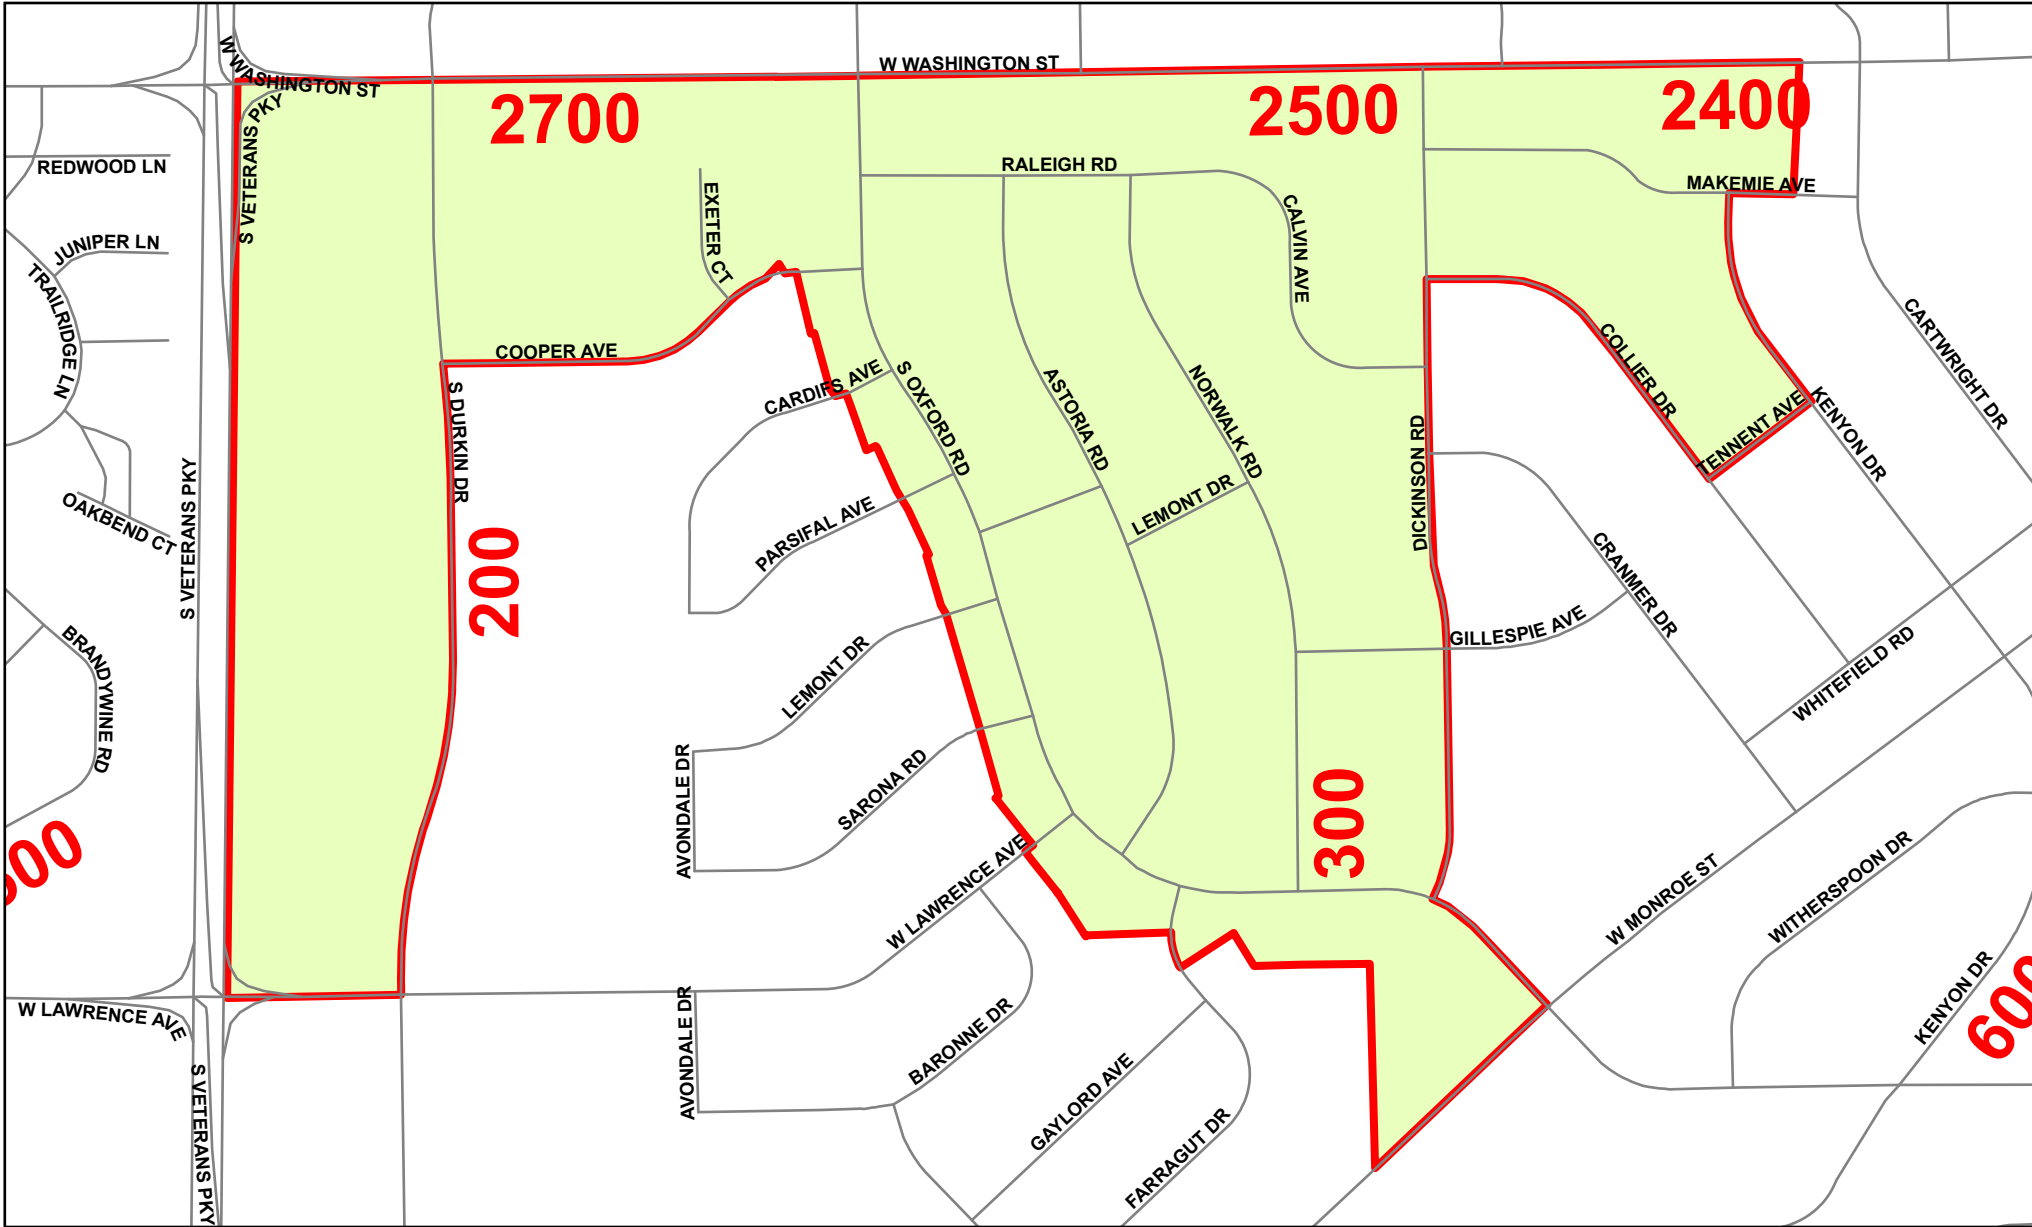 W WASHINGTON ST
W WASHINGTON ST
2700
2500
2400
S VETERANS PKY
REDWOOD LN
RALEIGH RD
EXETER CT
MAKEMIE AVE
CALVIN AVE
JUNIPER LN
TRAILRIDGE LN
COOPER AVE
CARDIFF AVE
S OXFORD RD
ASTORIA RD
NORWALK RD
COLLIER DR
CARTWRIGHT DR
KENYON DR
TENNENT AVE
S DURKIN DR
DICKINSON RD
S VETERANS PKY
OAKBEND CT
200
PARSIFAL AVE
LEMONT DR
CRANMER DR
GILLESPIE AVE
WHITEFIELD RD
BRANDYWINE RD
LEMONT DR
AVONDALE DR
SARONA RD
300
W LAWRENCE AVE
W MONROE ST
WITHERSPOON DR
KENYON DR
600
W LAWRENCE AVE
AVONDALE DR
BARONNE DR
GAYLORD AVE
FARRAGUT DR
S VETERANS PKY